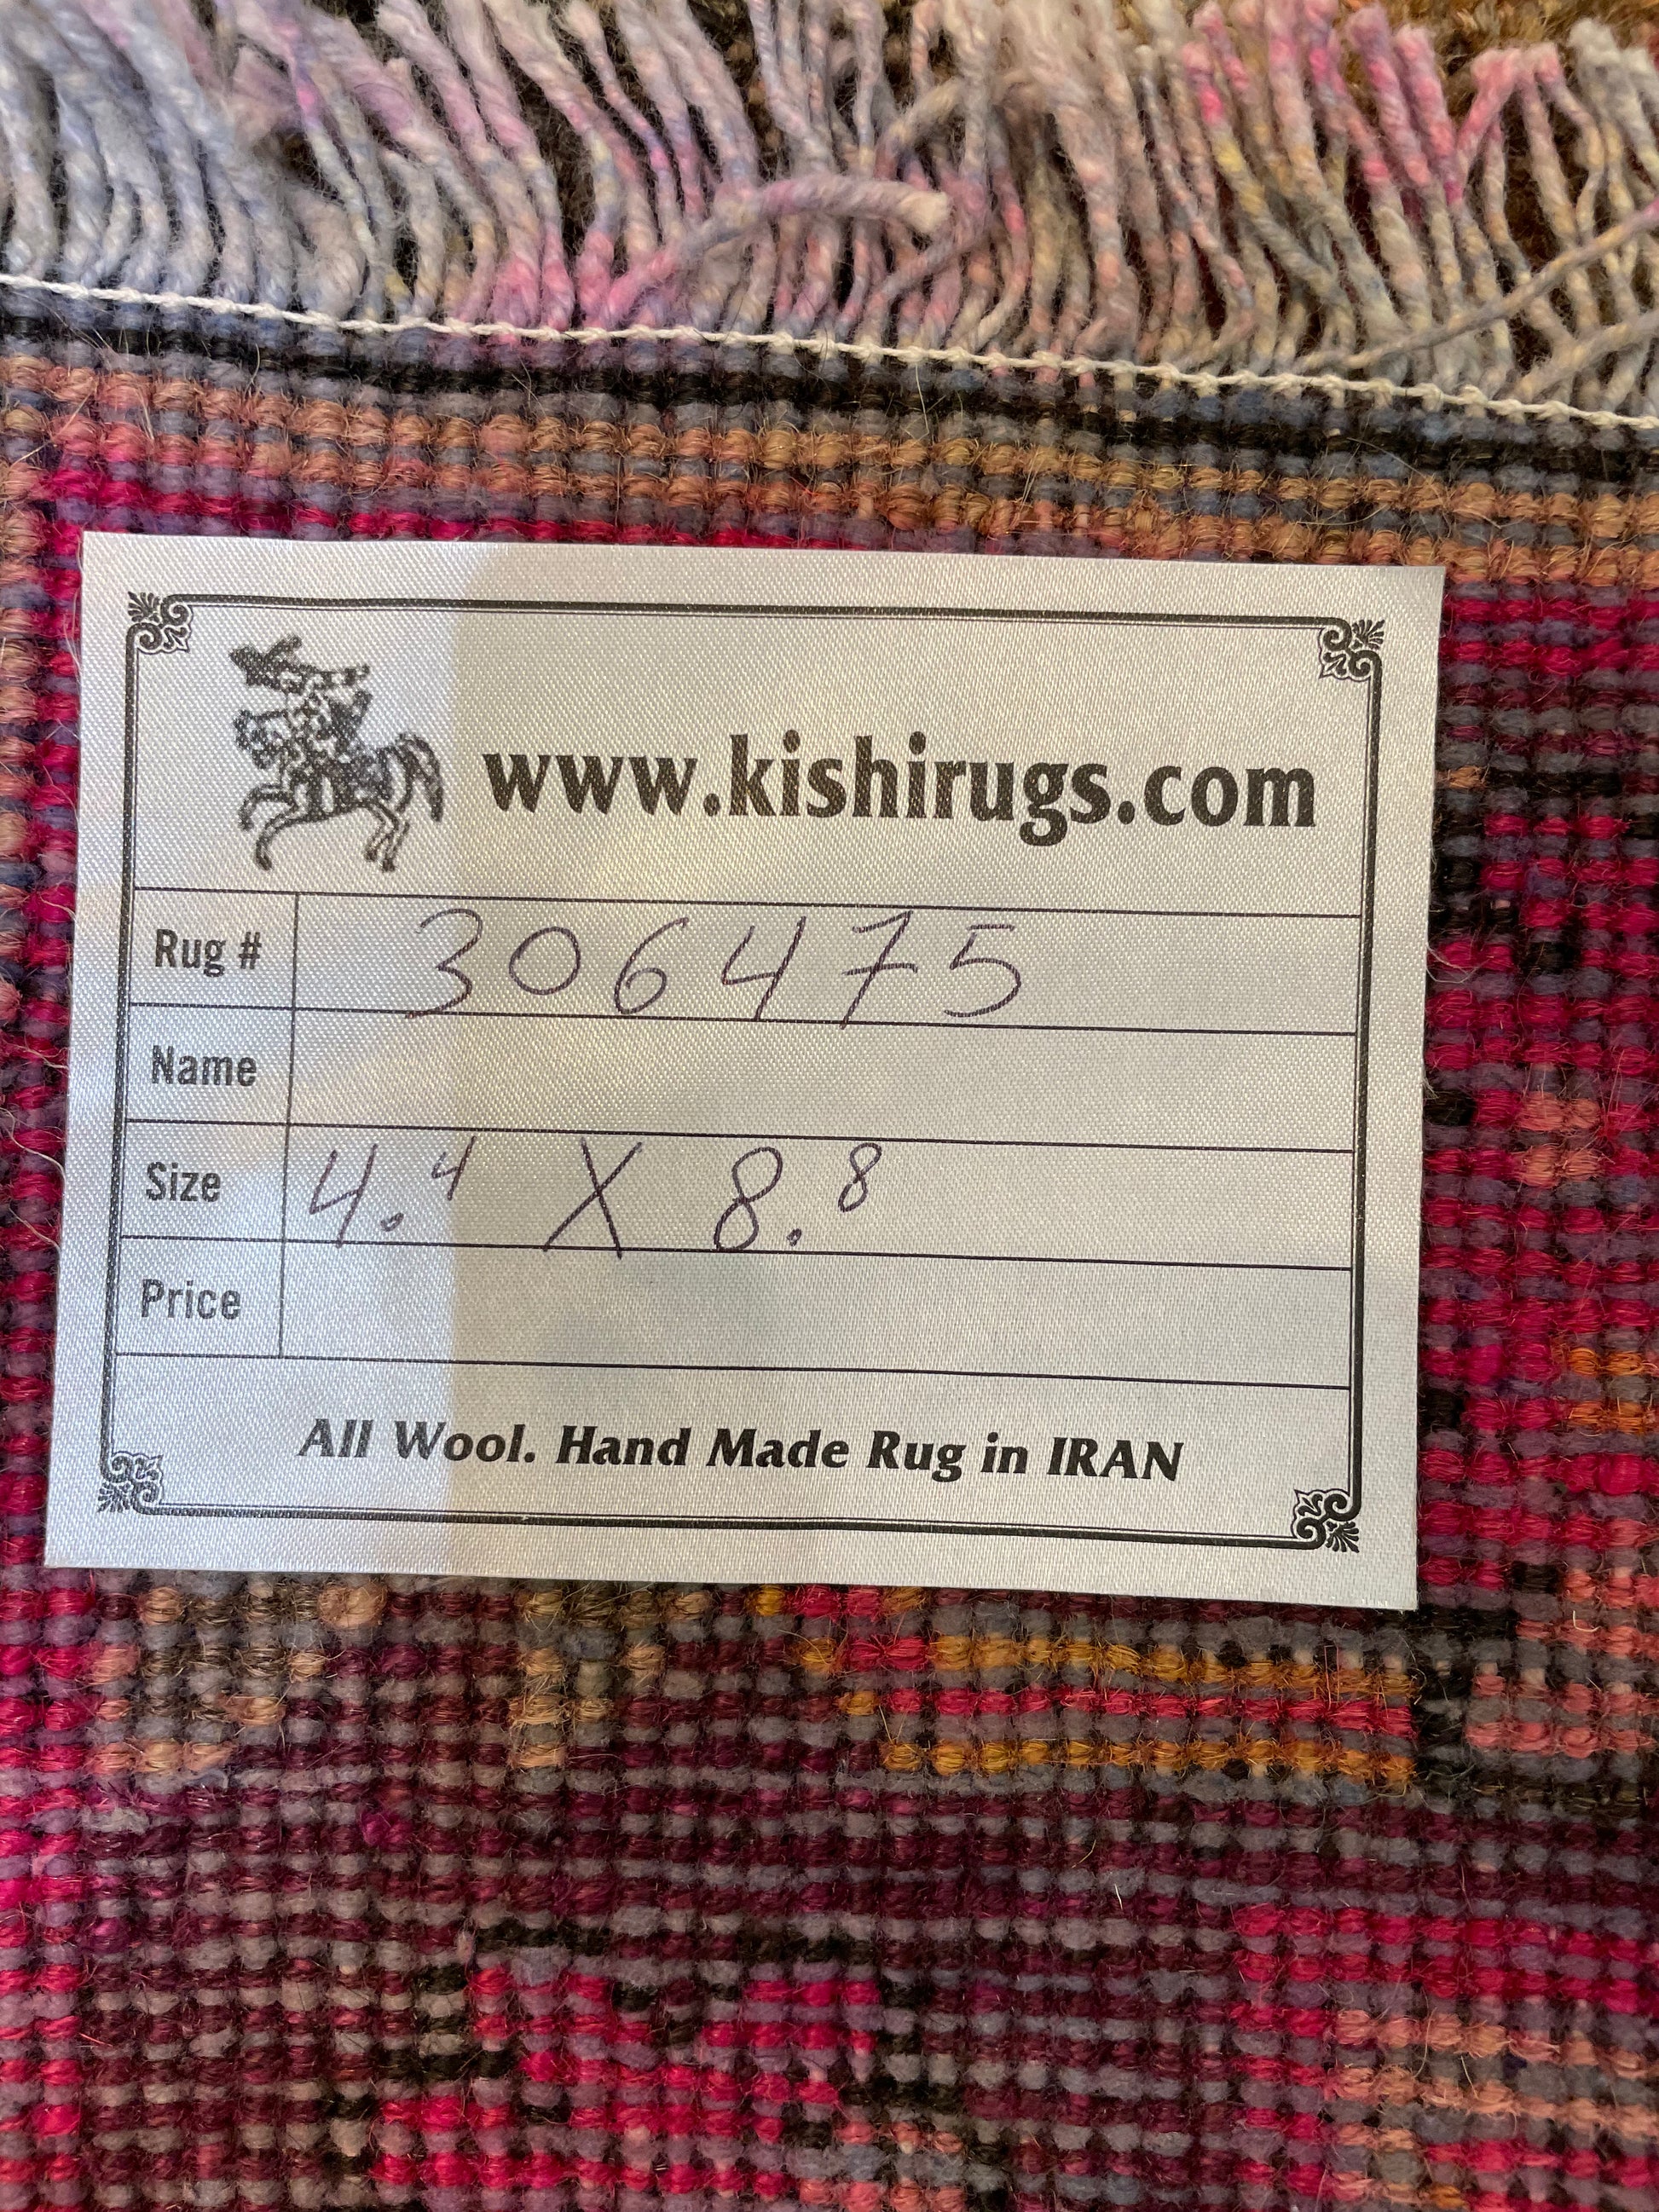 www.kishirugs.com
Rug # 306475
Name
Size 4.4 X 8.8
Price
All Wool. Hand Made Rug in IRAN